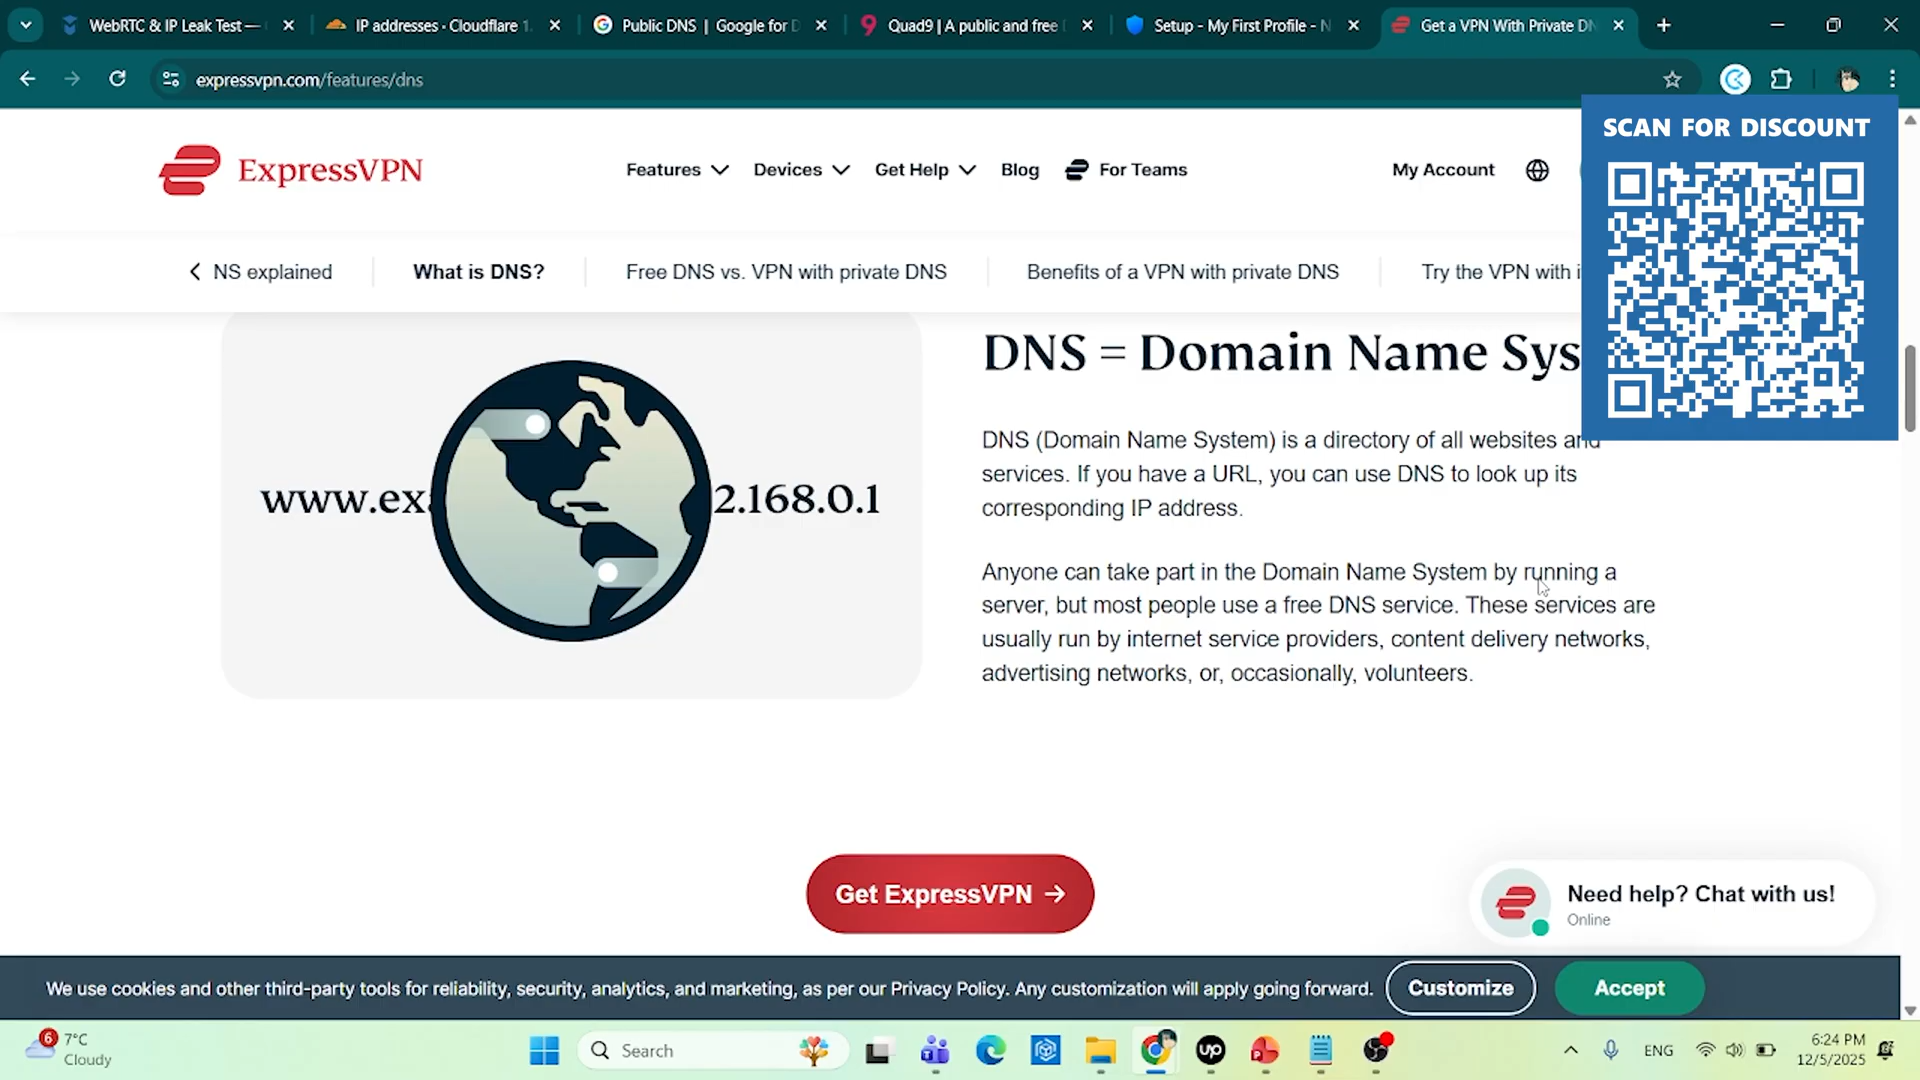 WebRTC & IP Leak Test —
IP addresses · Cloudflare 1.
Public DNS | Google for D
Quad9 | A public and free
Setup - My First Profile - N
Get a VPN With Private DN
expressvpn.com/features/dns
SCAN FOR DISCOUNT
ExpressVPN
Features
Devices
Get Help
Blog
For Teams
My Account
NS explained
What is DNS?
Free DNS vs. VPN with private DNS
Benefits of a VPN with private DNS
Try the VPN with i
www.exa
2.168.0.1
DNS = Domain Name Sys
DNS (Domain Name System) is a directory of all websites and
services. If you have a URL, you can use DNS to look up its
corresponding IP address.
Anyone can take part in the Domain Name System by running a
server, but most people use a free DNS service. These services are
usually run by internet service providers, content delivery networks,
advertising networks, or, occasionally, volunteers.
Get ExpressVPN →
Need help? Chat with us!
Online
We use cookies and other third-party tools for reliability, security, analytics, and marketing, as per our Privacy Policy. Any customization will apply going forward.
Customize
Accept
6
7°C
Cloudy
Search
up
ENG
6:24 PM
12/5/2025